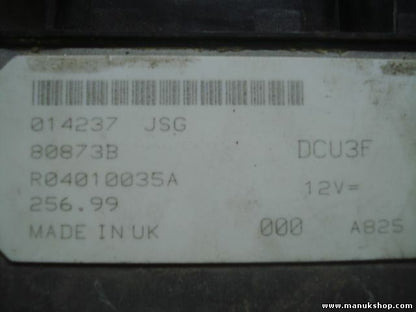 014237 JSG
80873B
DCU3F
R04010035A
12V=
256.99
MADE IN UK
000
A825
www.manukshop.com